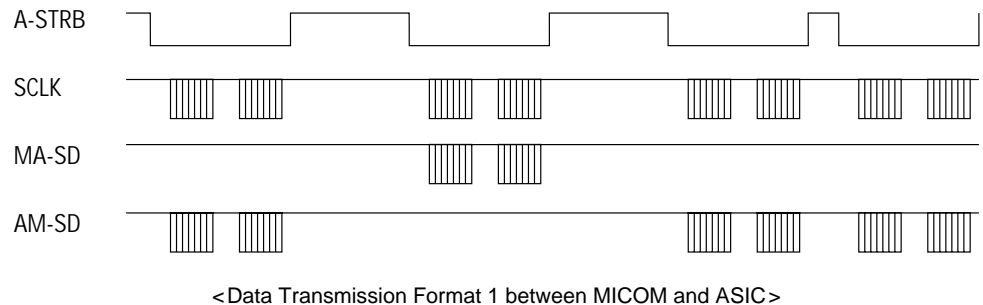 A-STRB
SCLK
MA-SD
AM-SD
<Data Transmission Format 1 between MICOM and ASIC>